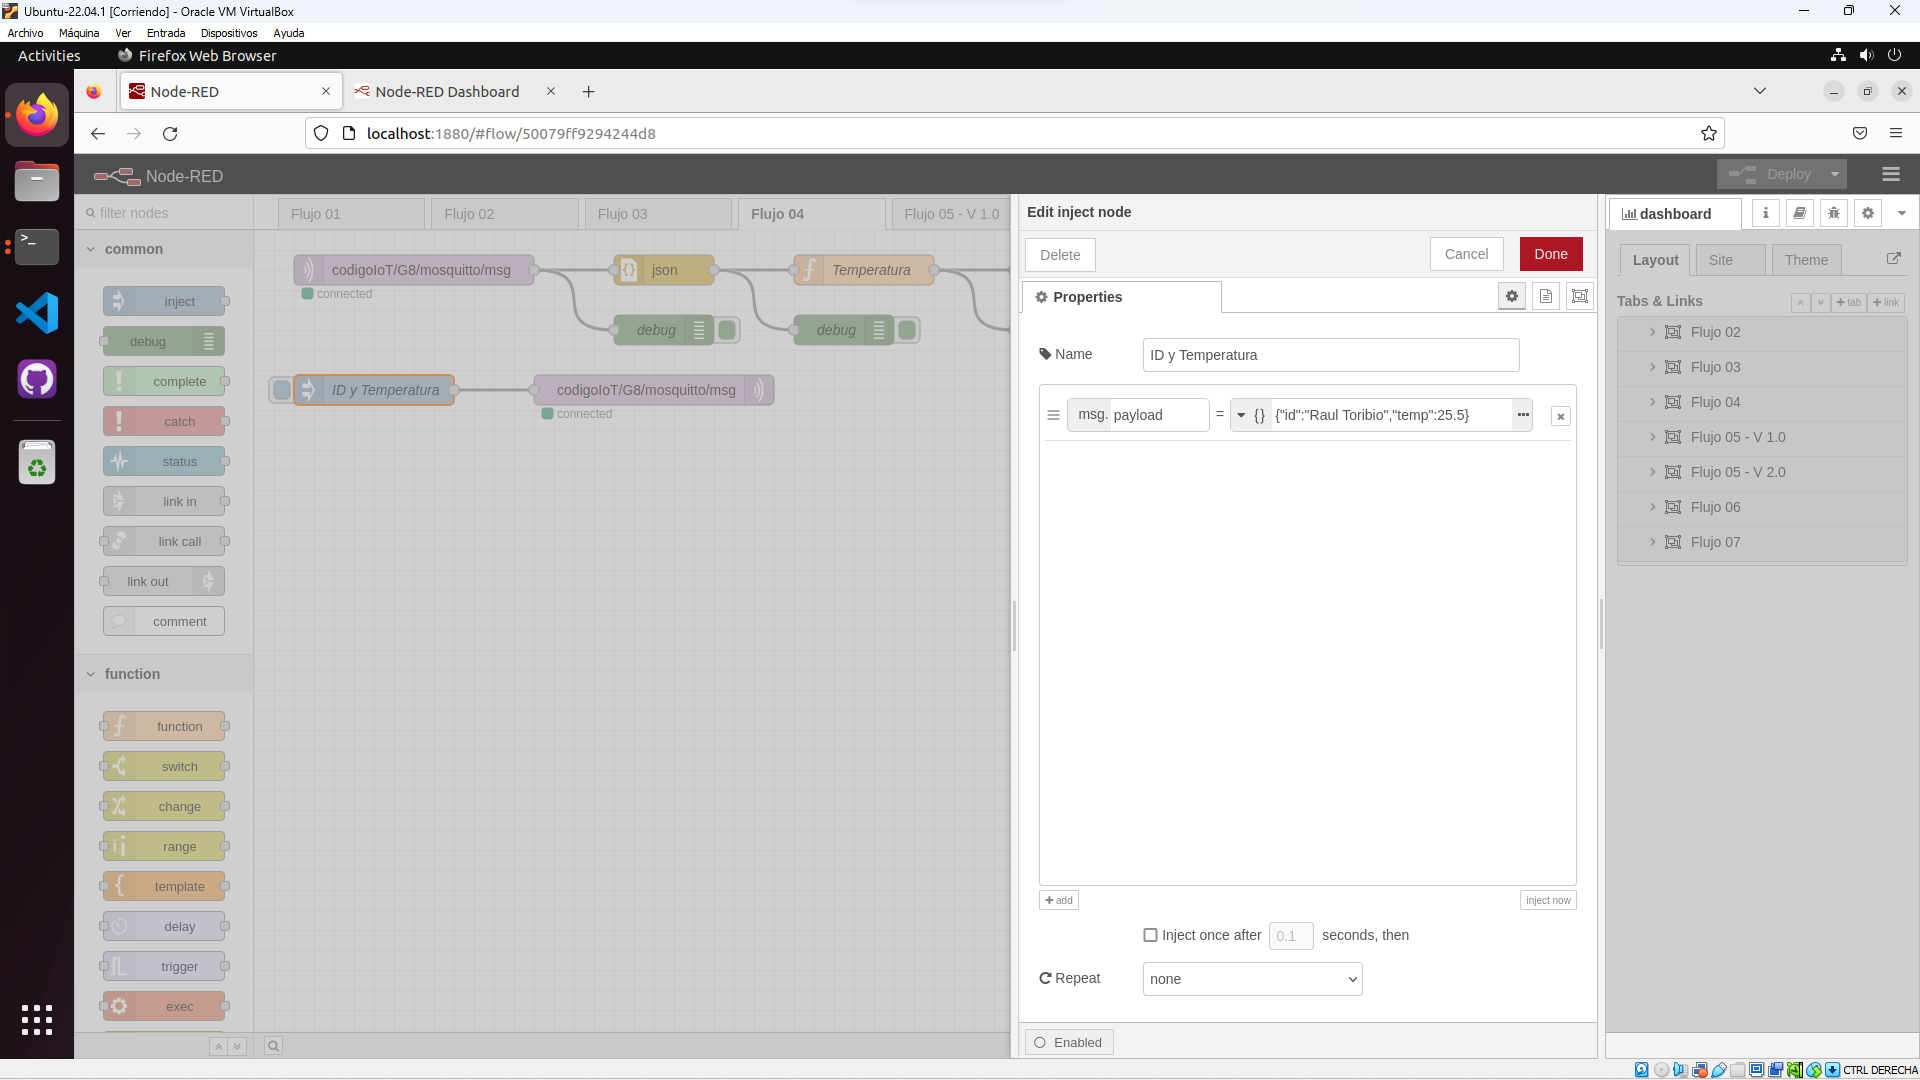 Ubuntu-22.04.1 [Corriendo] - Oracle VM VirtualBox
Archivo Máquina Ver Entrada Dispositivos Ayuda
Activities Firefox Web Browser
Node-RED Node-RED Dashboard
localhost:1880/#flow/50079ff9294244d8
Node-RED Deploy
filter nodes
common
inject
debug
complete
catch
status
link in
link call
link out
comment
function
function
switch
change
range
template
delay
trigger
exec
Flujo 01 Flujo 02 Flujo 03 Flujo 04 Flujo 05 - V 1.0
codigoIoT/G8/mosquitto/msg json Temperatura
connected
debug debug
ID y Temperatura codigoIoT/G8/mosquitto/msg
connected
Edit inject node
Delete Cancel Done
Properties
Name ID y Temperatura
msg. payload = {} {"id":"Raul Toribio","temp":25.5}
add inject now
Inject once after 0.1 seconds, then
Repeat none
Enabled
dashboard
Layout Site Theme
Tabs & Links + tab + link
Flujo 02
Flujo 03
Flujo 04
Flujo 05 - V 1.0
Flujo 05 - V 2.0
Flujo 06
Flujo 07
CTRL DERECHA